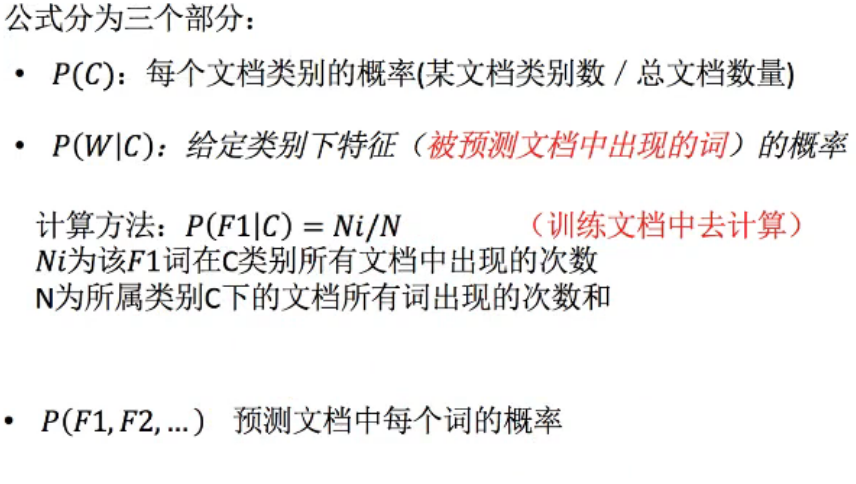 公式分为三个部分：
• P(C)：每个文档类别的概率(某文档类别数／总文档数量)
• P(W|C)：给定类别下特征（被预测文档中出现的词）的概率
计算方法：P(F1|C) = Ni/N （训练文档中去计算）
Ni为该F1词在C类别所有文档中出现的次数
N为所属类别C下的文档所有词出现的次数和
• P(F1, F2, ...) 预测文档中每个词的概率